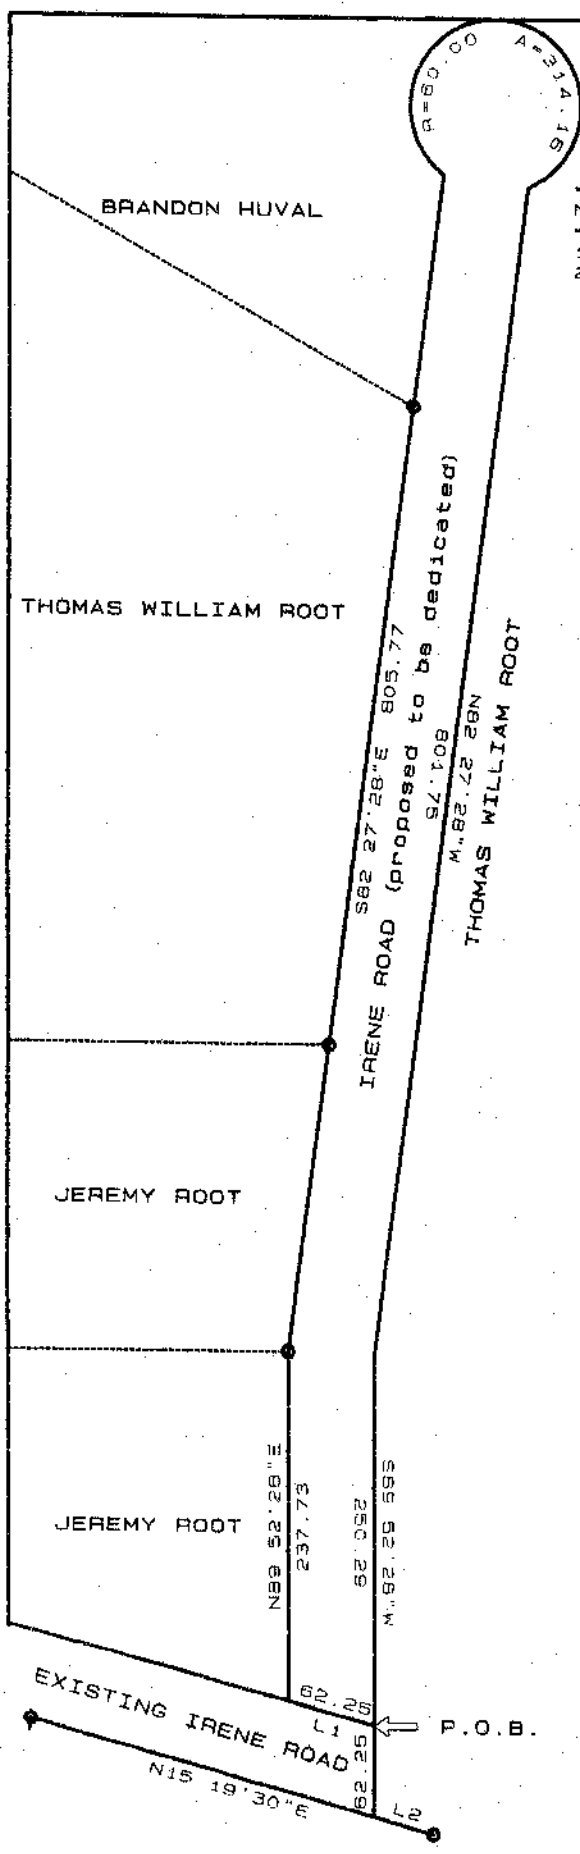 R=60.00 A=314.16
BRANDON HUVAL
THOMAS WILLIAM ROOT
S82 27'28"E 805.77
IRENE ROAD (proposed to be dedicated)
801.75
N82 27'28"W
THOMAS WILLIAM ROOT
JEREMY ROOT
N89 52'28"E
237.73
250.29
S89 52'28"W
JEREMY ROOT
62.25
L1
P.O.B.
EXISTING IRENE ROAD
62.25
N15 19'30"E
L2